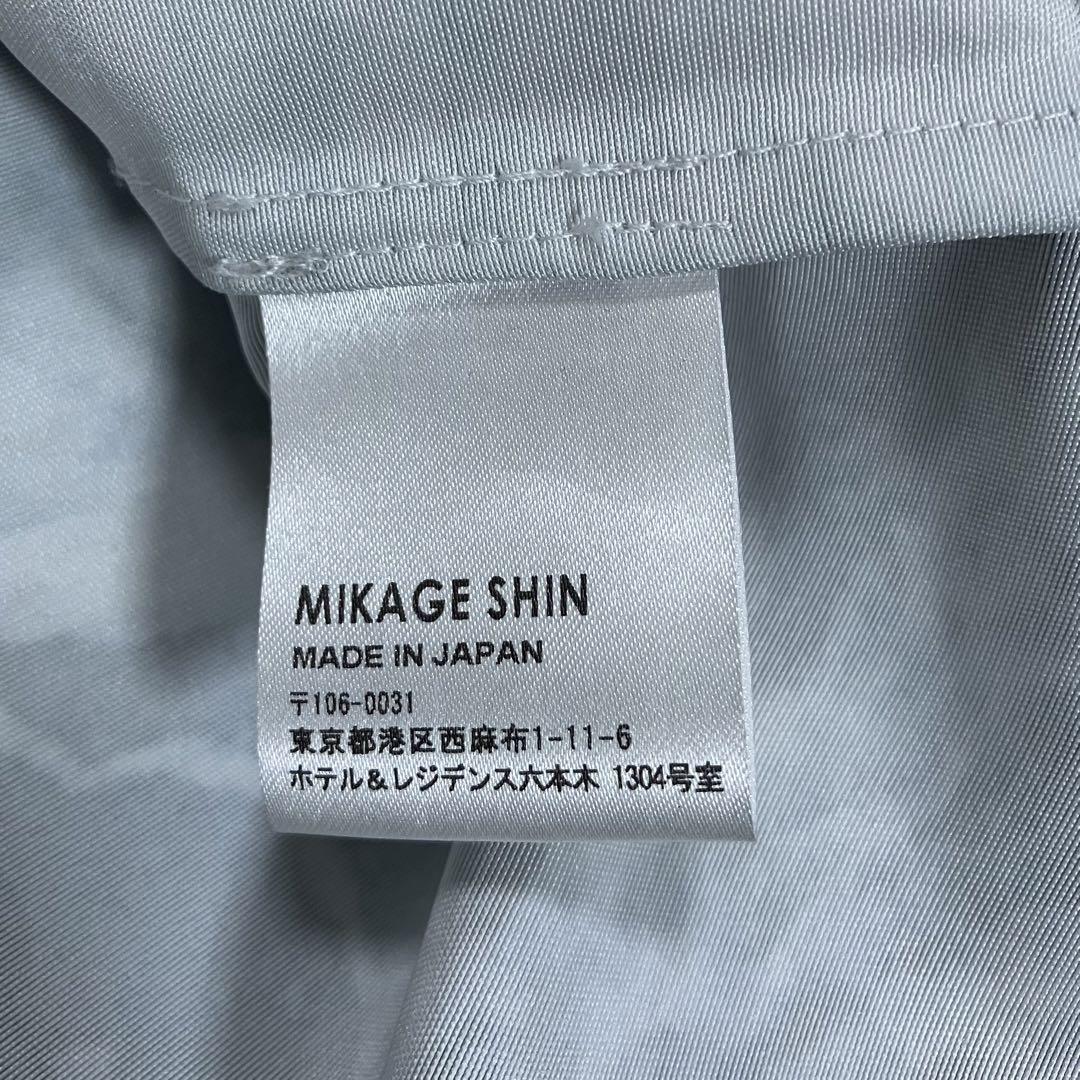 MIKAGE SHIN
MADE IN JAPAN
〒106-0031
東京都港区西麻布1-11-6
ホテル&レジデンス六本木 1304号室